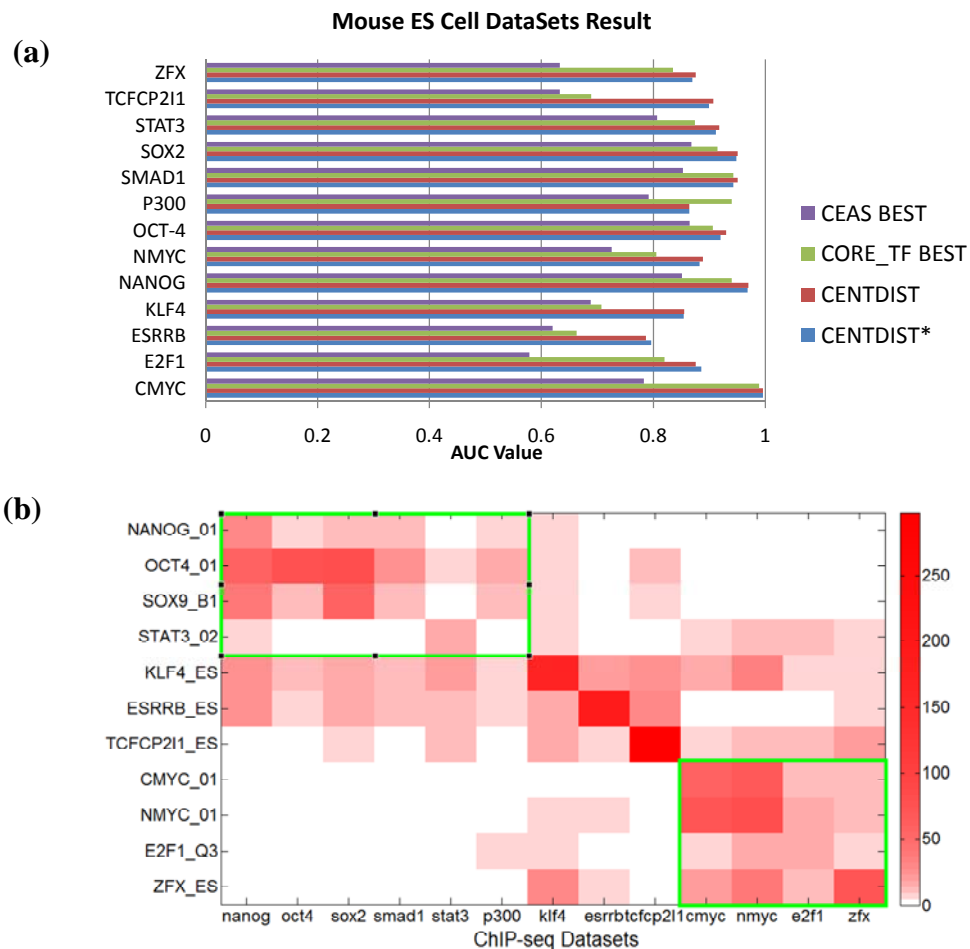 Mouse ES Cell DataSets Result
(a)
ZFX
TCFCP2I1
STAT3
SOX2
SMAD1
P300
OCT-4
NMYC
NANOG
KLF4
ESRRB
E2F1
CMYC
CEAS BEST
CORE_TF BEST
CENTDIST
CENTDIST*
0 0.2 0.4 0.6 0.8 1
AUC Value
(b)
NANOG_01
OCT4_01
SOX9_B1
STAT3_02
KLF4_ES
ESRRB_ES
TCFCP2I1_ES
CMYC_01
NMYC_01
E2F1_Q3
ZFX_ES
250
200
150
100
50
0
nanog oct4 sox2 smad1 stat3 p300 klf4 esrrb tcfcp2l1 cmyc nmyc e2f1 zfx
ChIP-seq Datasets